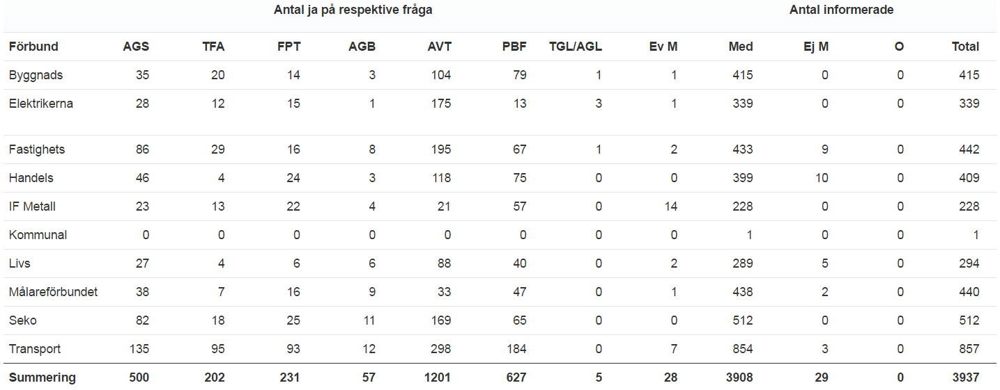 Antal ja på respektive fråga Antal informerade
Förbund AGS TFA FPT AGB AVT PBF TGL/AGL Ev M Med Ej M O Total
Byggnads 35 20 14 3 104 79 1 1 415 0 0 415
Elektrikerna 28 12 15 1 175 13 3 1 339 0 0 339
Fastighets 86 29 16 8 195 67 1 2 433 9 0 442
Handels 46 4 24 3 118 75 0 0 399 10 0 409
IF Metall 23 13 22 4 21 57 0 14 228 0 0 228
Kommunal 0 0 0 0 0 0 0 0 1 0 0 1
Livs 27 4 6 6 88 40 0 2 289 5 0 294
Målareförbundet 38 7 16 9 33 47 0 1 438 2 0 440
Seko 82 18 25 11 169 65 0 0 512 0 0 512
Transport 135 95 93 12 298 184 0 7 854 3 0 857
Summering 500 202 231 57 1201 627 5 28 3908 29 0 3937